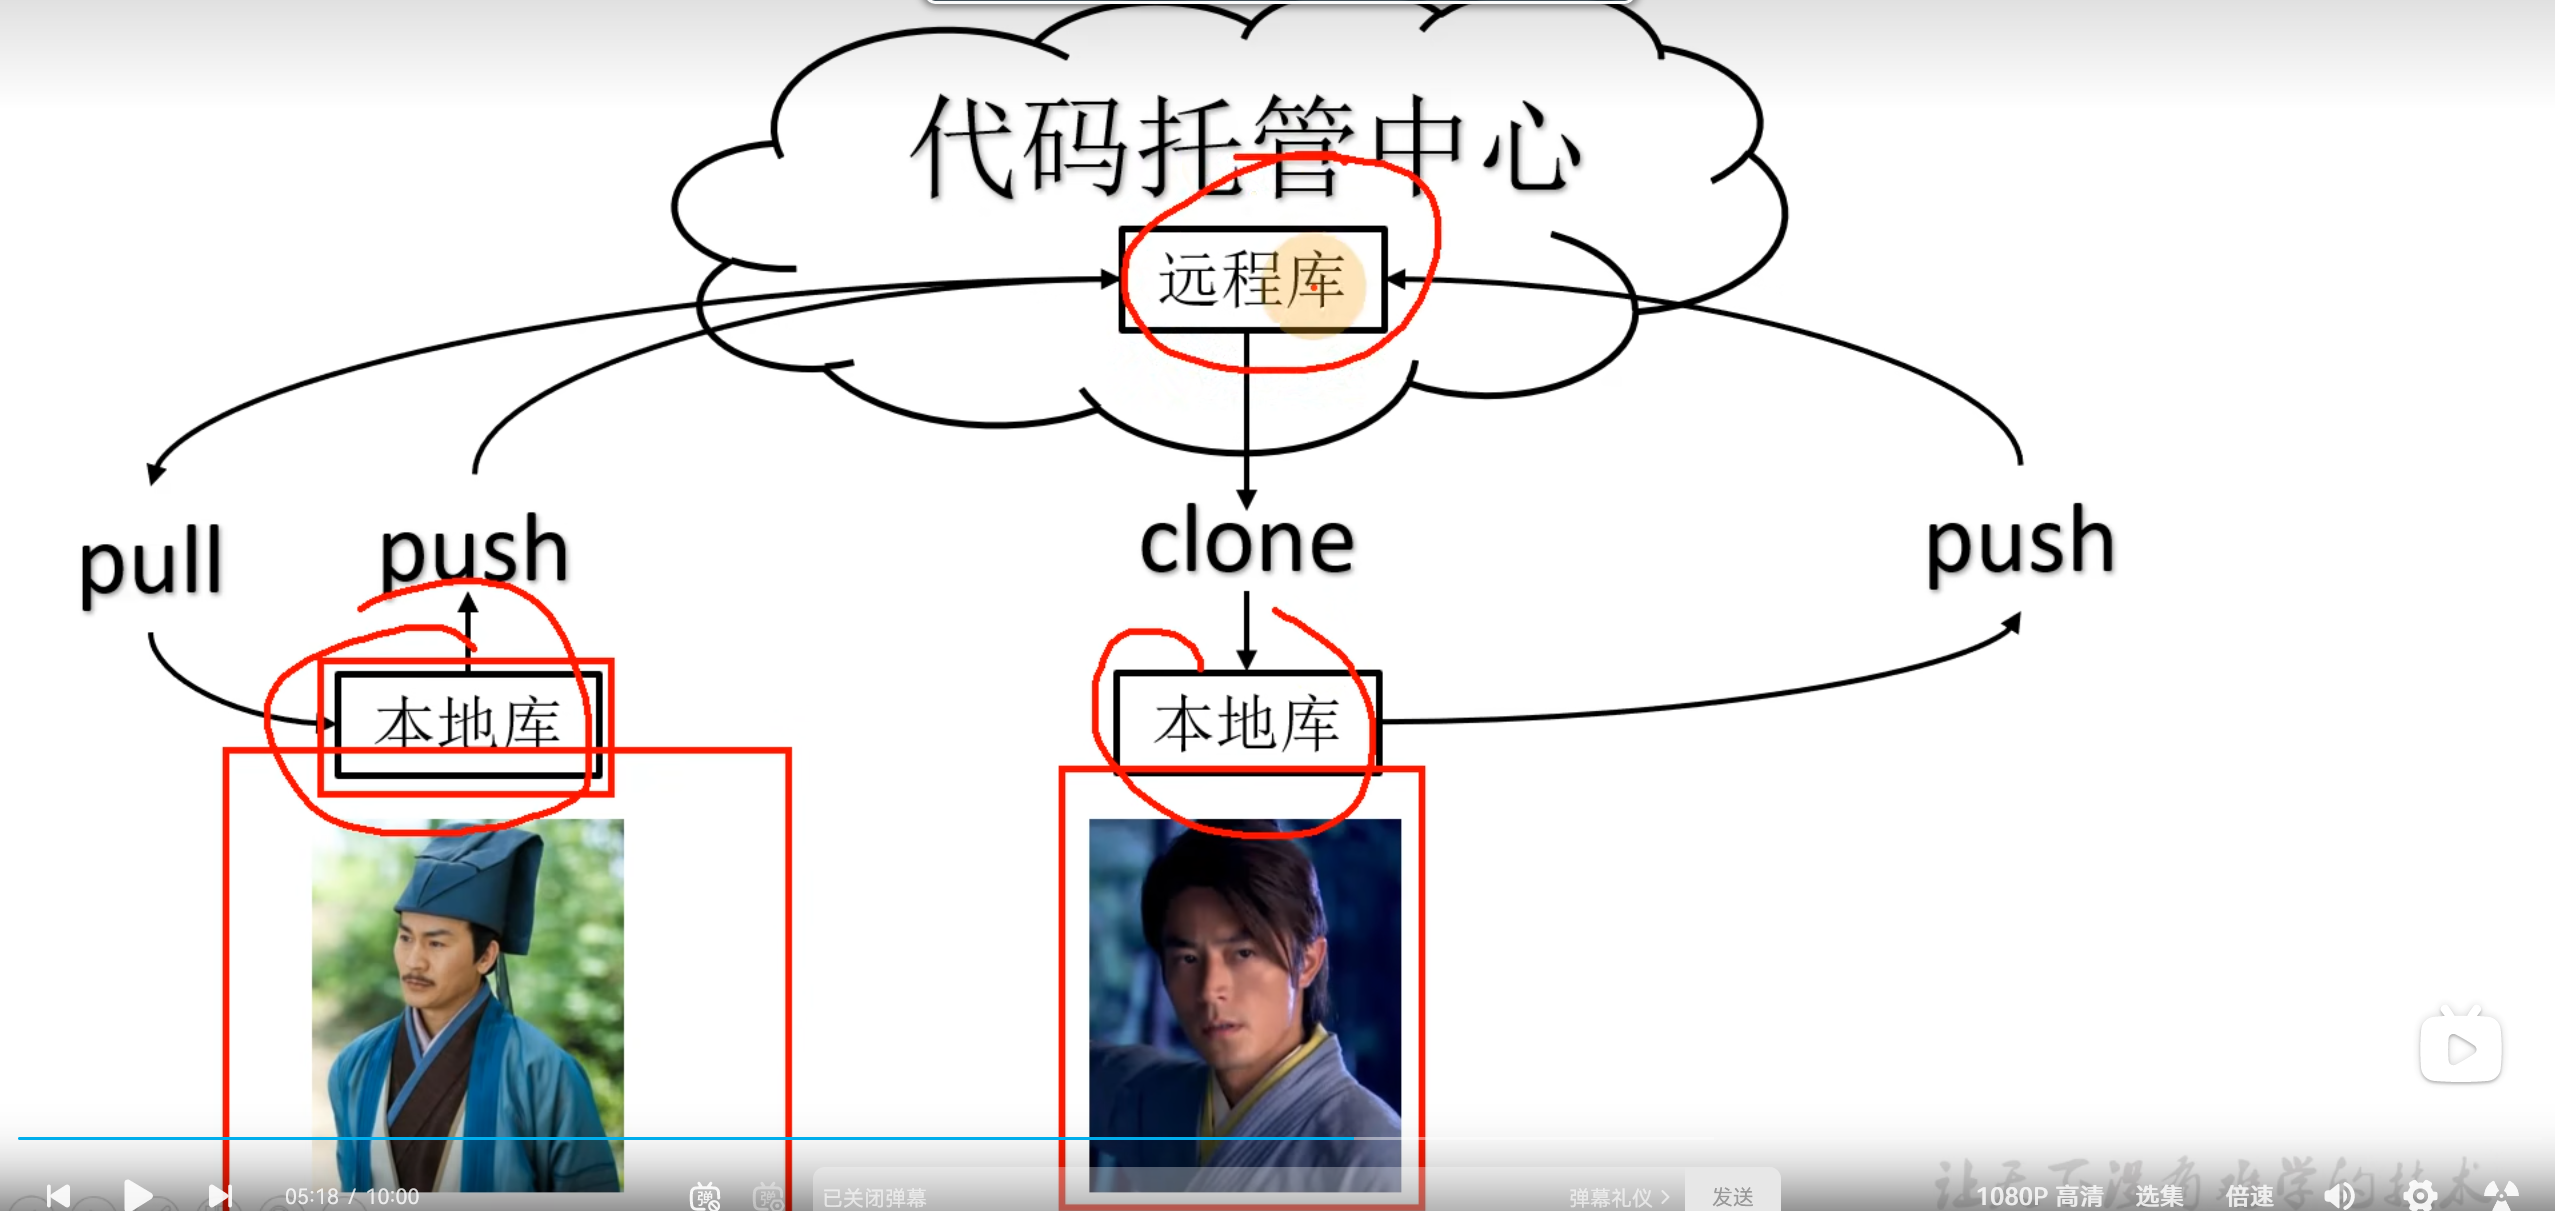 代码托管中心
远程库
pull
push
clone
push
本地库
本地库
让天下没有难学的技术
05:18 / 10:00
弹
弹
已关闭弹幕
弹幕礼仪 >
发送
1080P 高清
选集
倍速